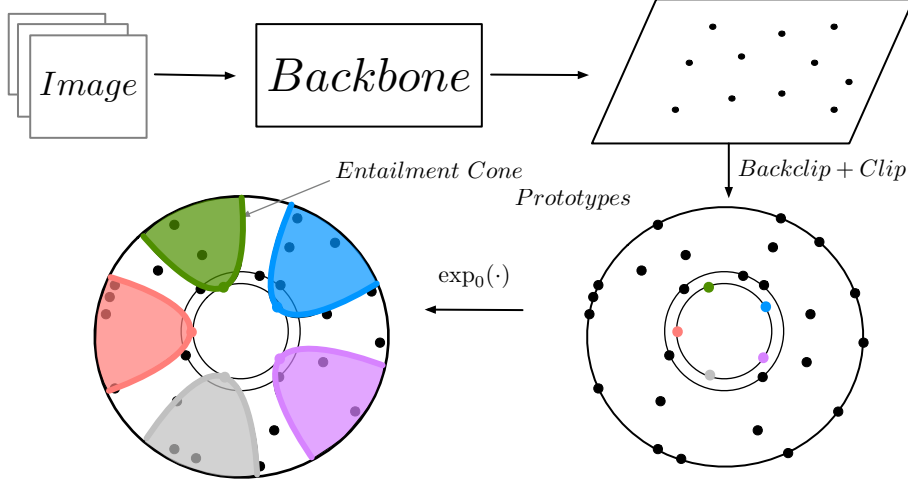 Image
Backbone
Backclip + Clip
Entailment Cone
Prototypes
exp₀(·)